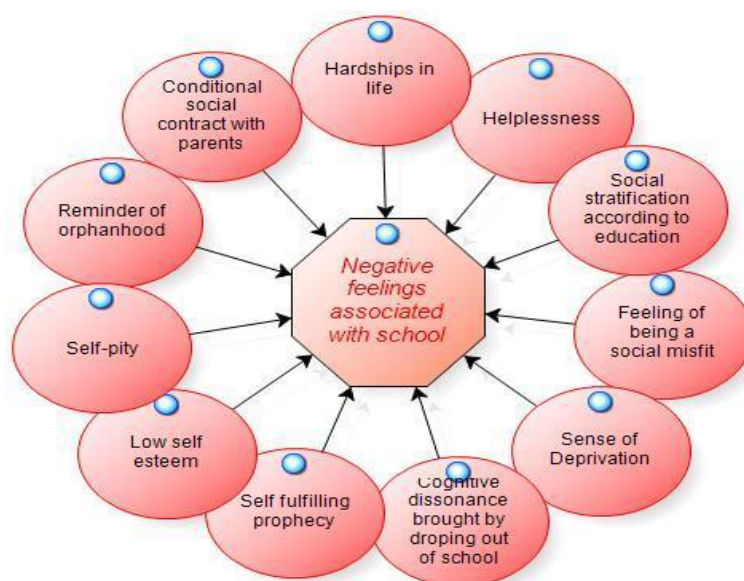 Hardships in
life
Helplessness
Social
stratification
according to
education
Feeling of
being a
social misfit
Sense of
Deprivation
Cognitive
dissonance
brought by
droping out
of school
Self fulfilling
prophecy
Low self
esteem
Self-pity
Reminder of
orphanhood
Conditional
social
contract with
parents
Negative
feelings
associated
with school